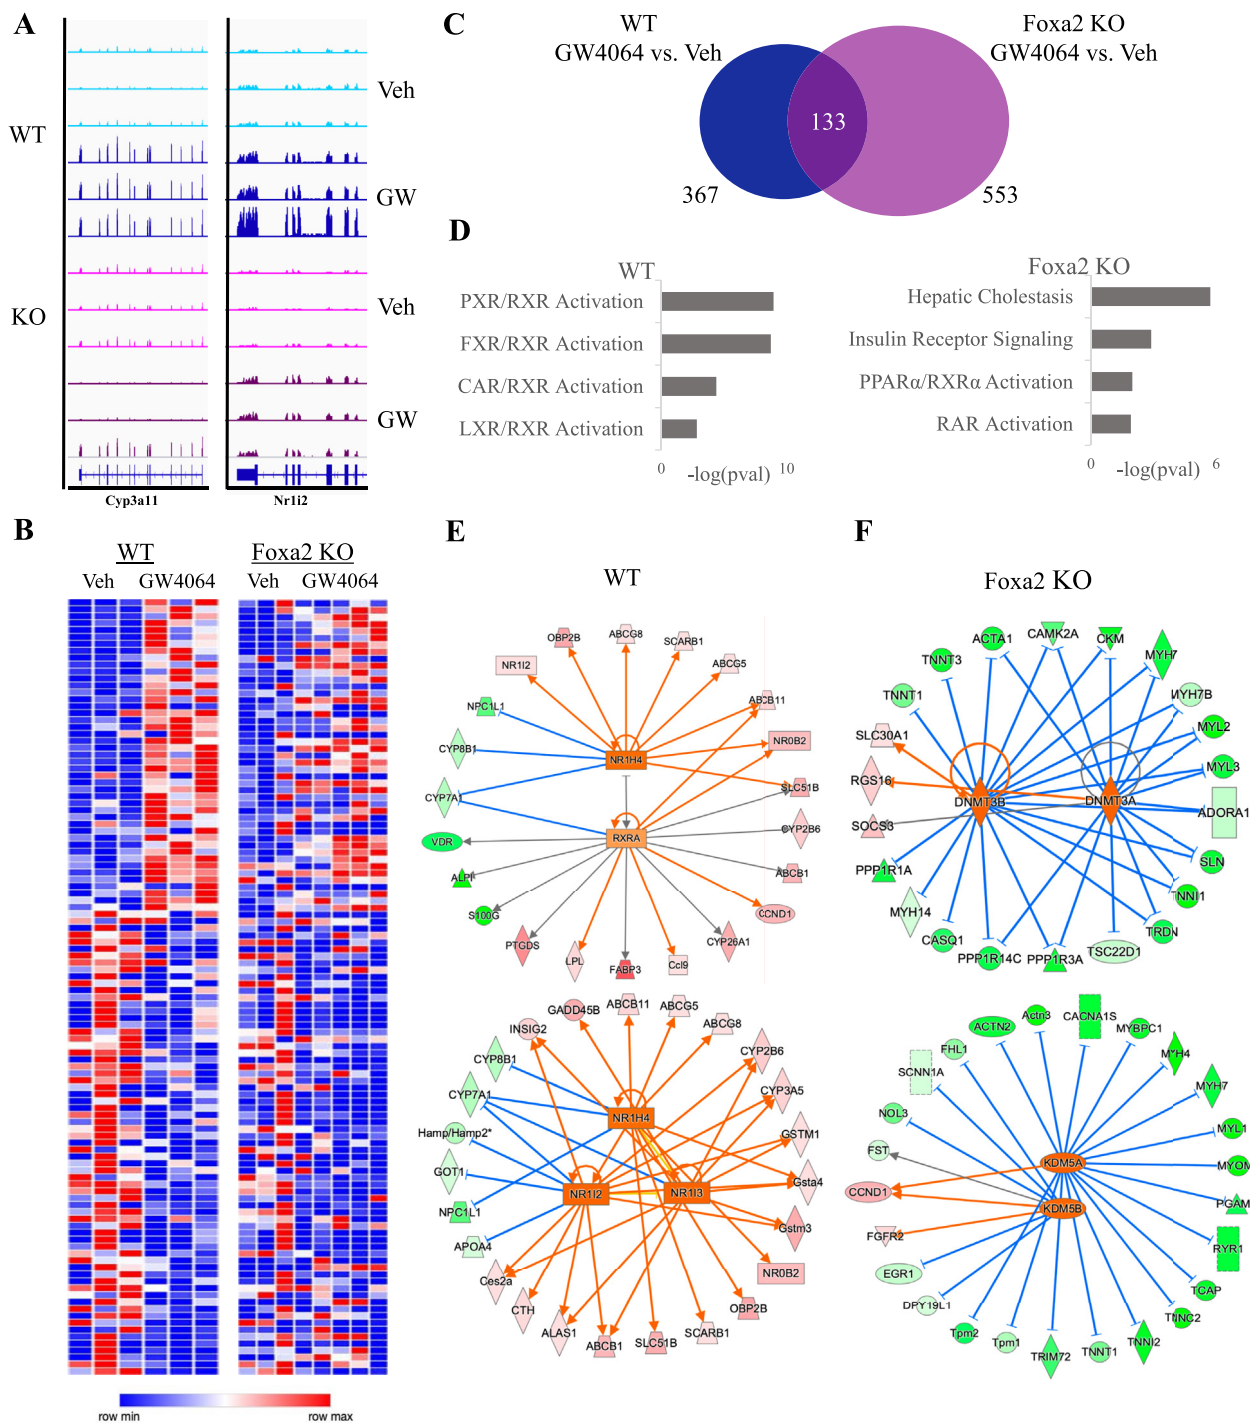 A
WT
KO
Veh
GW
Veh
GW
Cyp3a11
Nr1i2
C
WT
GW4064 vs. Veh
Foxa2 KO
GW4064 vs. Veh
133
367
553
D
WT
PXR/RXR Activation
FXR/RXR Activation
CAR/RXR Activation
LXR/RXR Activation
0
10
-log(pval)
Foxa2 KO
Hepatic Cholestasis
Insulin Receptor Signaling
PPARα/RXRα Activation
RAR Activation
0
6
-log(pval)
B
WT
Foxa2 KO
Veh
GW4064
Veh
GW4064
row min
row max
E
WT
OBP2B
ABCG8
SCARB1
ABCG5
NR1I2
ABCB11
NPC1L1
NR0B2
CYP8B1
NR1H4
SLC51B
CYP7A1
CYP2B6
RXRA
VDR
ABCB1
ALPI
CCND1
S100G
CYP26A1
PTGDS
LPL
FABP3
Ccl9
GADD45B
ABCB11
ABCG5
ABCG8
INSIG2
CYP2B6
CYP8B1
CYP3A5
CYP7A1
NR1H4
GSTM1
Hamp/Hamp2*
GOT1
NR1I2
NR1I3
Gsta4
NPC1L1
Gstm3
APOA4
NR0B2
Ces2a
OBP2B
CTH
SCARB1
ALAS1
ABCB1
SLC51B
F
Foxa2 KO
ACTA1
CAMK2A
CKM
MYH7
TNNT3
TNNT1
MYH7B
MYL2
SLC30A1
MYL3
RGS16
DNMT3B
DNMT3A
ADORA1
SOCS3
PPP1R1A
SLN
TNNI1
MYH14
TRDN
CASQ1
TSC22D1
PPP1R14C
PPP1R3A
ACTN2
Actn3
CACNA1S
MYBPC1
FHL1
MYH4
SCNN1A
MYH7
NOL3
MYL1
FST
KDM5A
MYOM
CCND1
KDM5B
PGAM
FGFR2
RYR1
EGR1
TCAP
DPY19L1
TNNC2
Tpm2
Tpm1
TRIM72
TNNT1
TNNI2